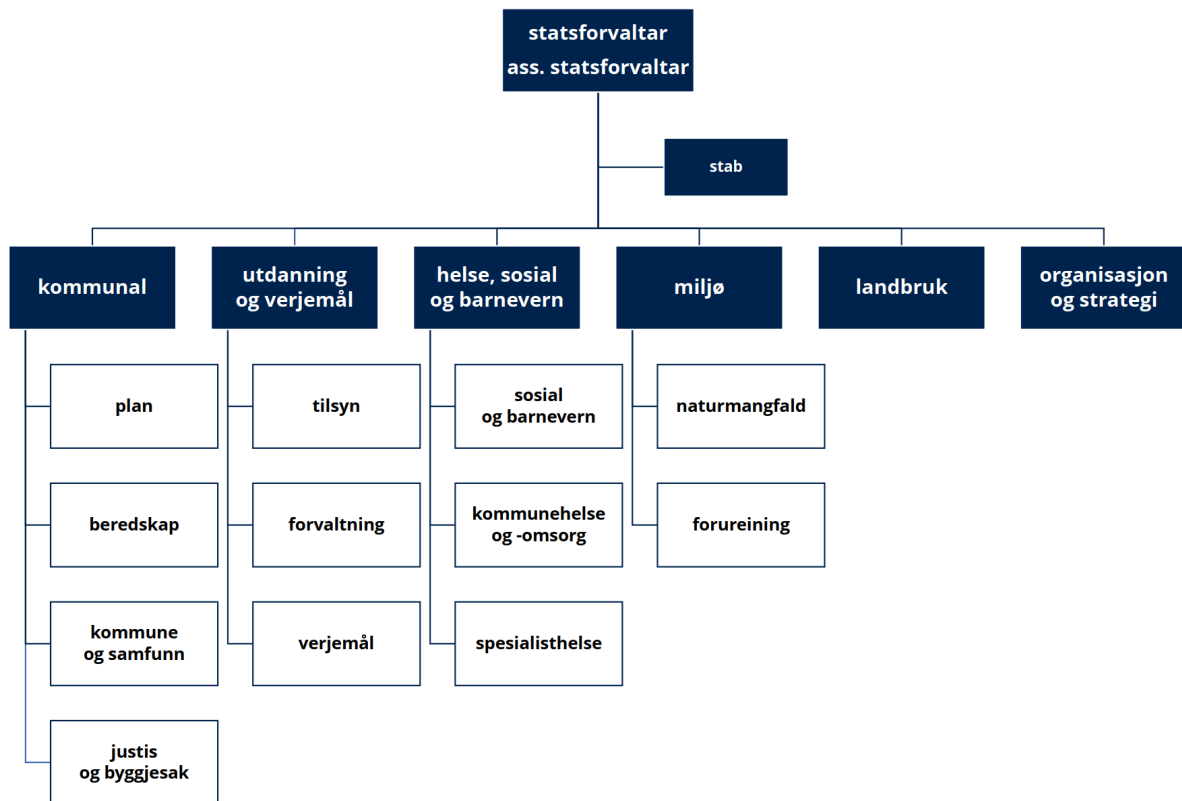 statsforvaltar
ass. statsforvaltar
stab
kommunal
utdanning
og verjemål
helse, sosial
og barnevern
miljø
landbruk
organisasjon
og strategi
plan
beredskap
kommune
og samfunn
justis
og byggjesak
tilsyn
forvaltning
verjemål
sosial
og barnevern
kommunehelse
og -omsorg
spesialisthelse
naturmangfald
forureining